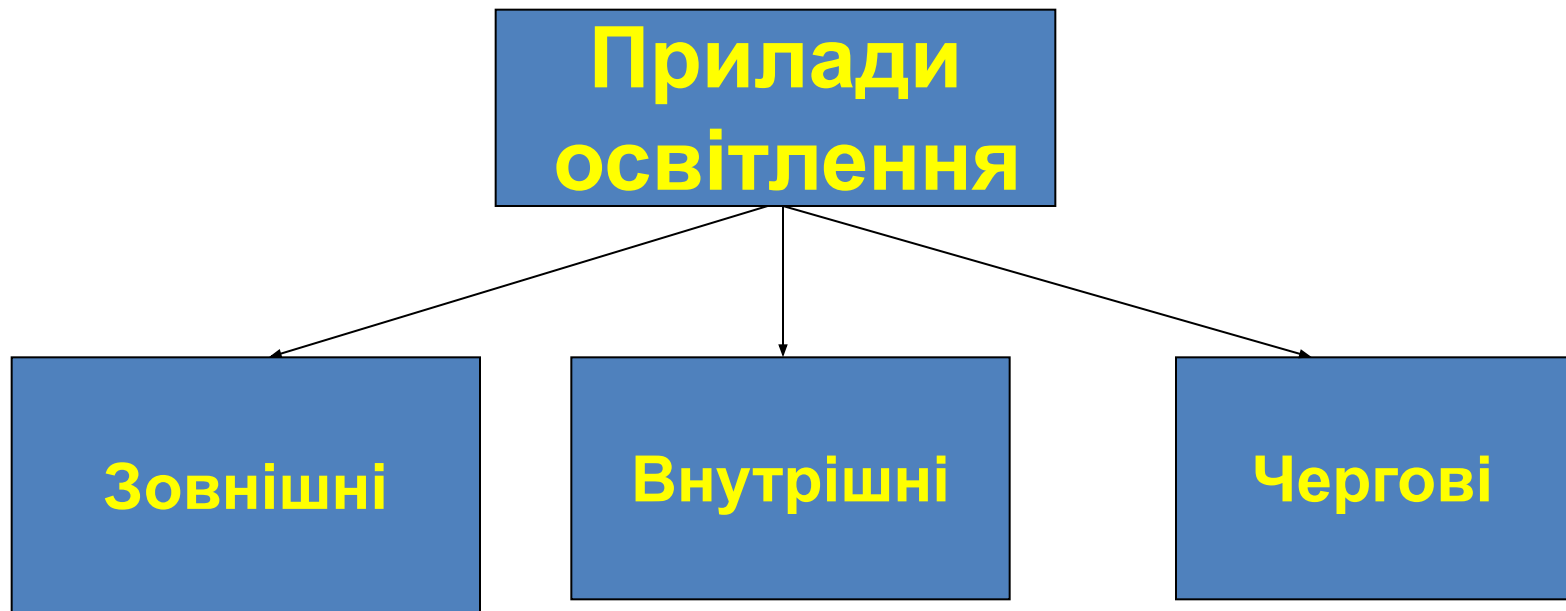 Прилади
освітлення
Зовнішні
Внутрішні
Чергові